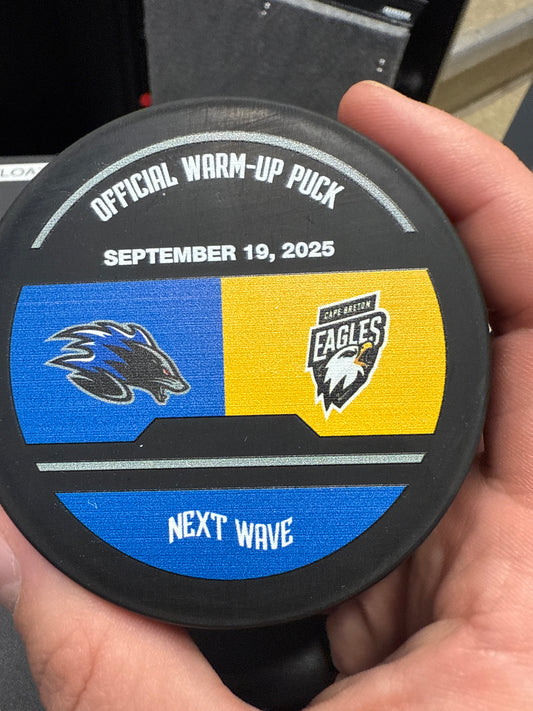 OFFICIAL WARM-UP PUCK
SEPTEMBER 19, 2025
CAPE BRETON
EAGLES
NEXT WAVE